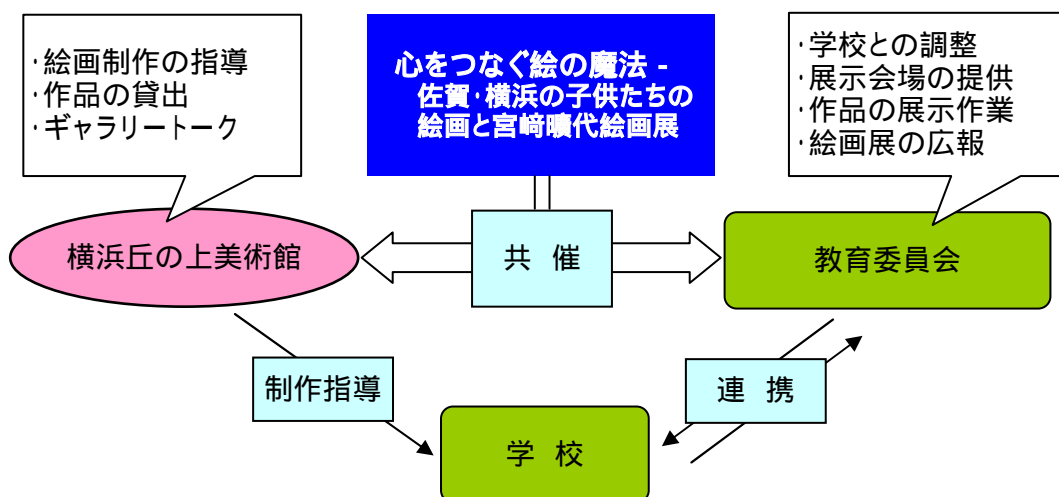 ・絵画制作の指導
・作品の貸出
・ギャラリートーク
心をつなぐ絵の魔法 -
佐賀・横浜の子供たちの
絵画と宮﨑曠代絵画展
・学校との調整
・展示会場の提供
・作品の展示作業
・絵画展の広報
横浜丘の上美術館
共 催
教育委員会
制作指導
連 携
学 校